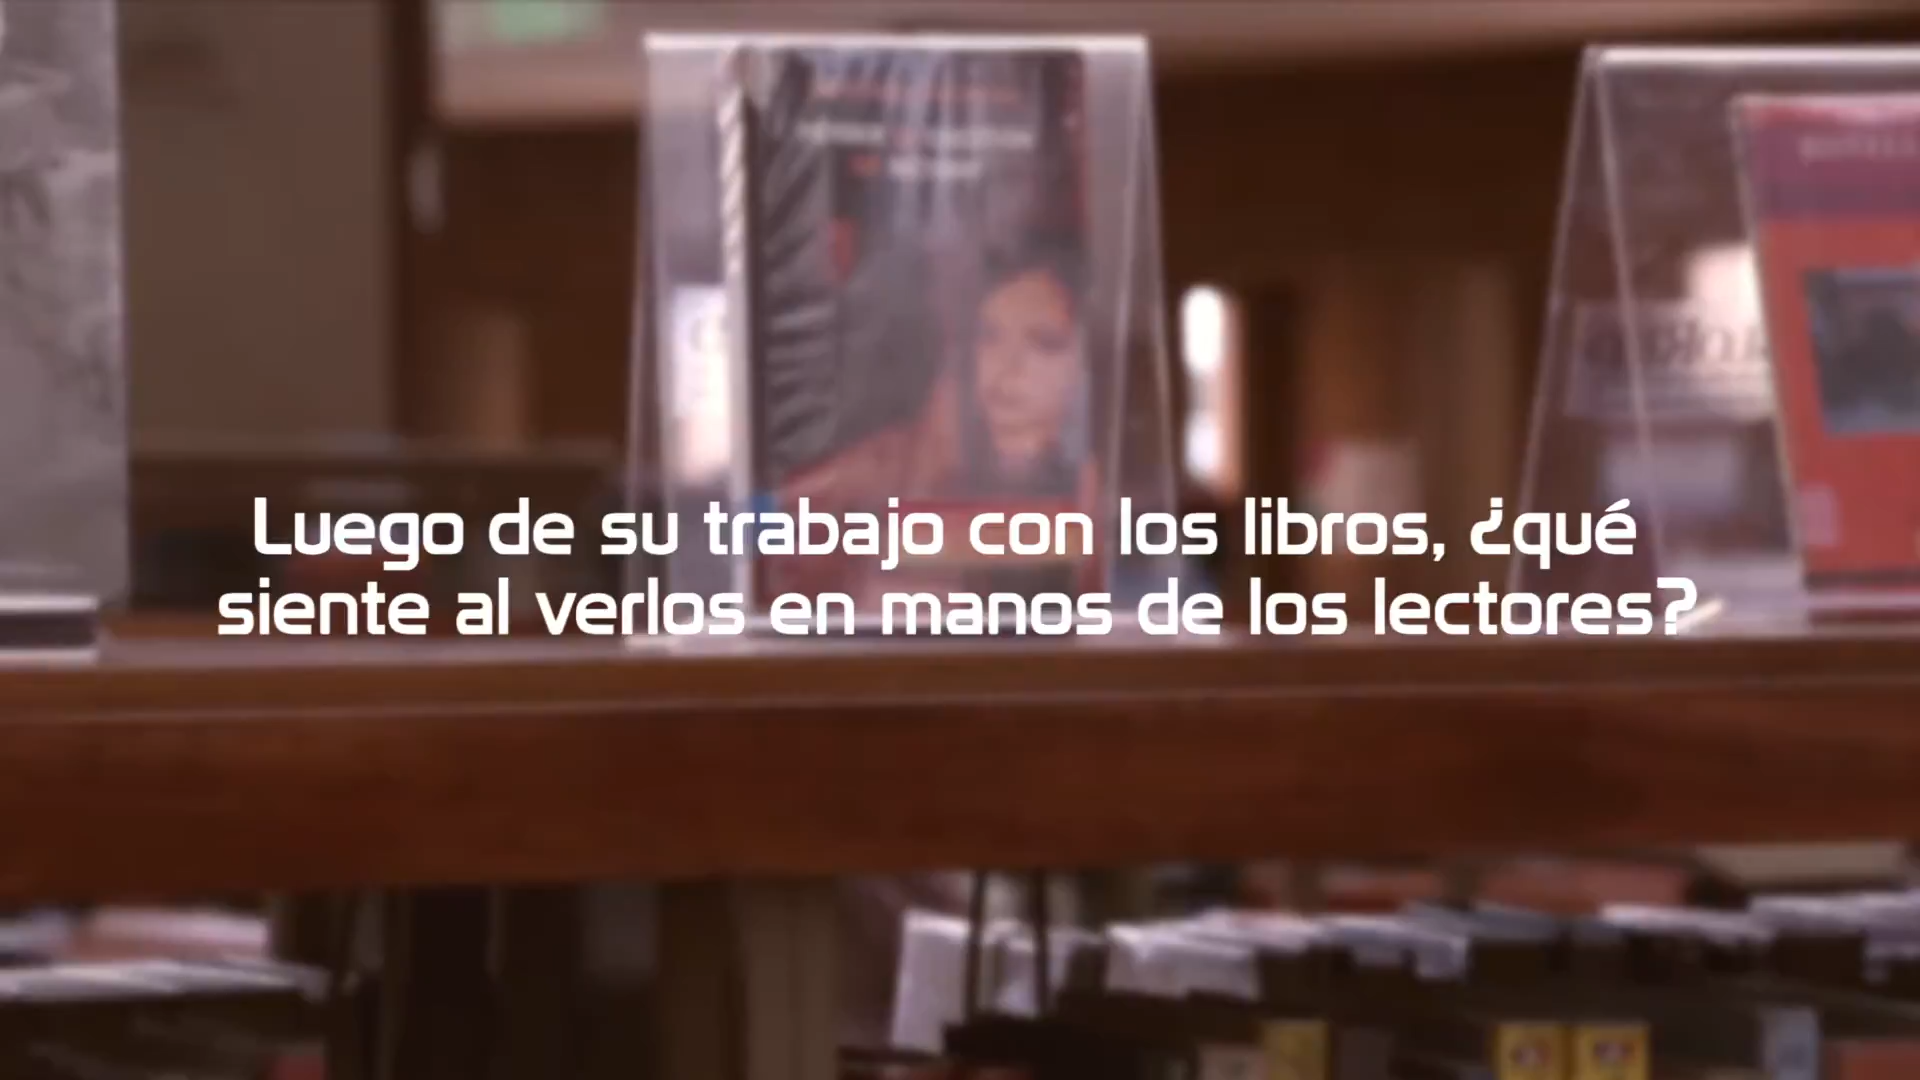 Luego de su trabajo con los libros, ¿qué
siente al verlos en manos de los lectores?